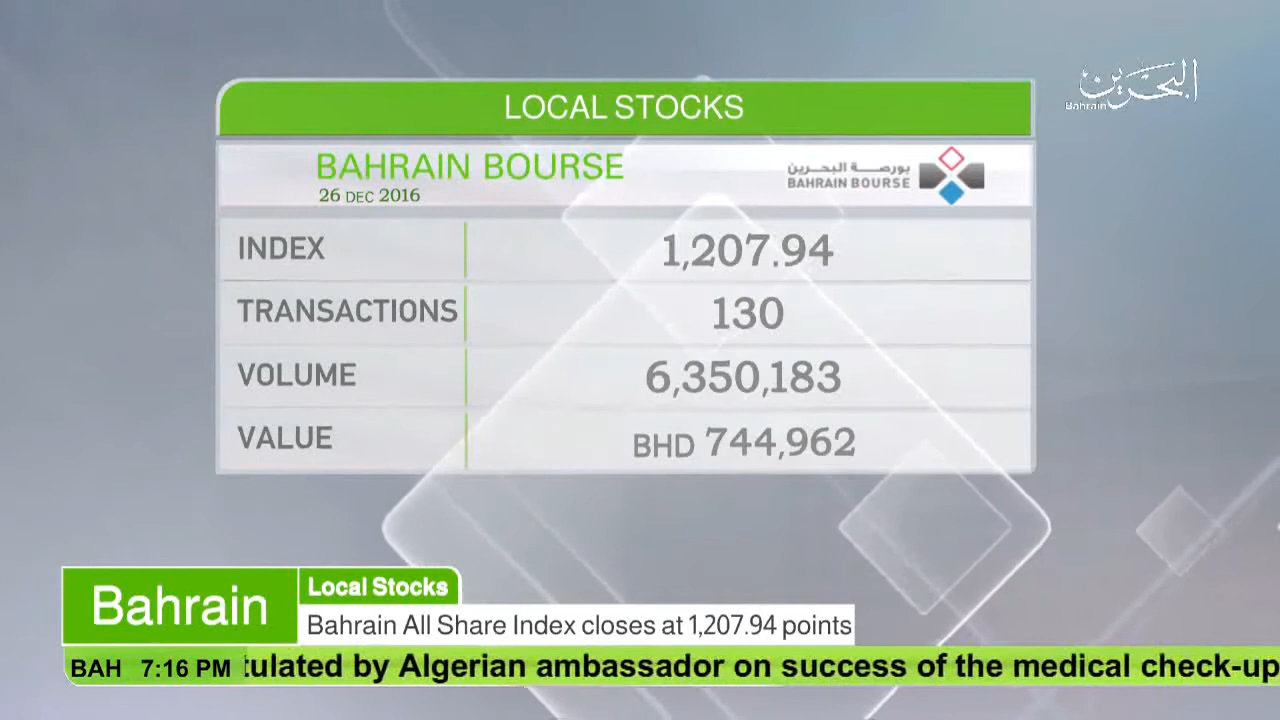 البحرين
Bahrain
LOCAL STOCKS
BAHRAIN BOURSE
26 DEC 2016
بورصة البحرين
BAHRAIN BOURSE
INDEX 1,207.94
TRANSACTIONS 130
VOLUME 6,350,183
VALUE BHD 744,962
Bahrain
Local Stocks
Bahrain All Share Index closes at 1,207.94 points
BAH 7:16 PM tulated by Algerian ambassador on success of the medical check-up